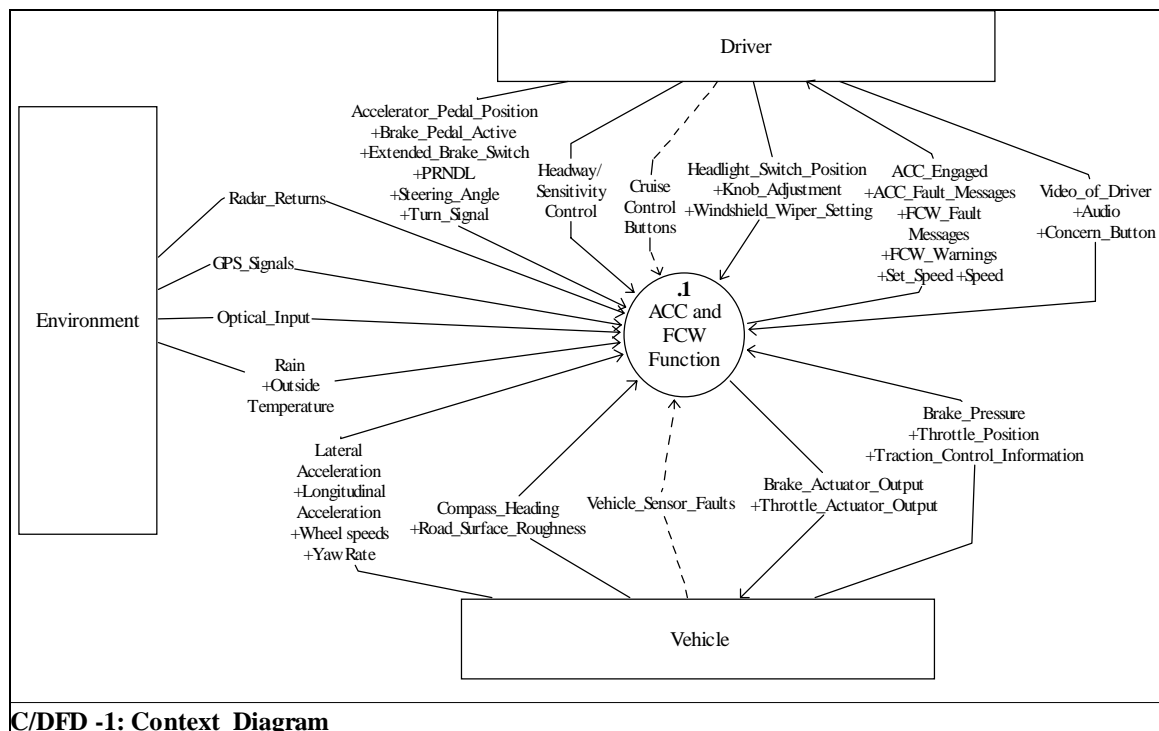 Driver
Environment
Accelerator_Pedal_Position
+Brake_Pedal_Active
+Extended_Brake_Switch
+PRNDL
+Steering_Angle
+Turn_Signal
Headway/
Sensitivity
Control
Cruise
Control
Buttons
Headlight_Switch_Position
+Knob_Adjustment
+Windshield_Wiper_Setting
ACC_Engaged
+ACC_Fault_Messages
+FCW_Fault
Messages
+FCW_Warnings
+Set_Speed +Speed
Video_of_Driver
+Audio
+Concern_Button
Radar_Returns
GPS_Signals
Optical_Input
Rain
+Outside
Temperature
.1
ACC and
FCW
Function
Lateral
Acceleration
+Longitudinal
Acceleration
+Wheel speeds
+Yaw Rate
Compass_Heading
+Road_Surface_Roughness
Vehicle_Sensor_Faults
Brake_Actuator_Output
+Throttle_Actuator_Output
Brake_Pressure
+Throttle_Position
+Traction_Control_Information
Vehicle
C/DFD -1: Context_Diagram